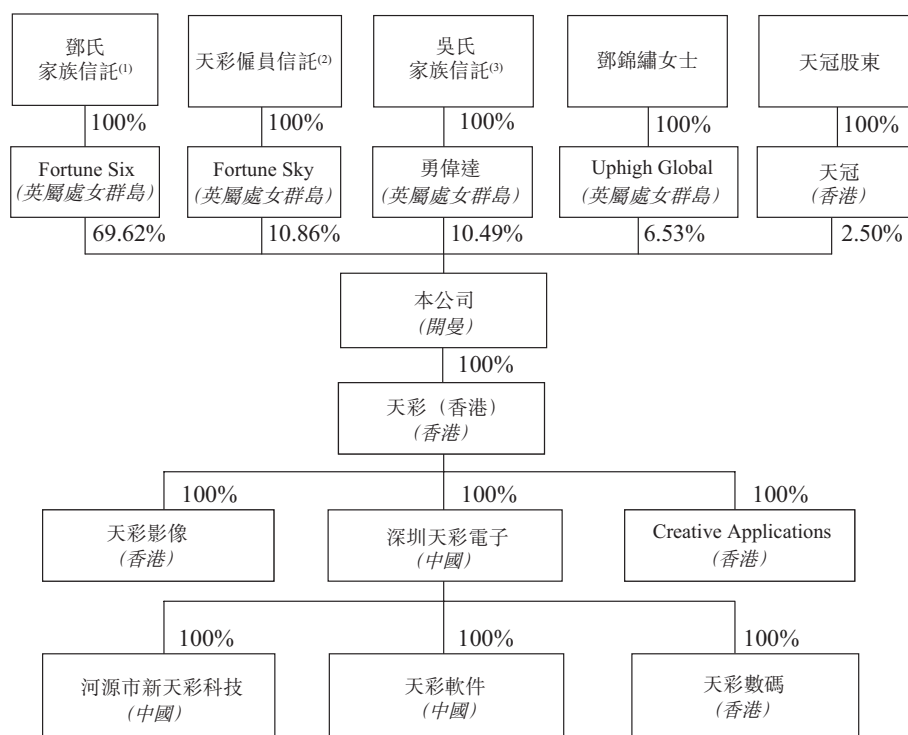 鄧氏
家族信託(1)
天彩僱員信託(2)
吳氏
家族信託(3)
鄧錦繡女士
天冠股東
100%
100%
100%
100%
100%
Fortune Six
(英屬處女群島)
Fortune Sky
(英屬處女群島)
勇偉達
(英屬處女群島)
Uphigh Global
(英屬處女群島)
天冠
(香港)
69.62%
10.86%
10.49%
6.53%
2.50%
本公司
(開曼)
100%
天彩（香港）
(香港)
100%
100%
100%
天彩影像
(香港)
深圳天彩電子
(中國)
Creative Applications
(香港)
100%
100%
100%
河源市新天彩科技
(中國)
天彩軟件
(中國)
天彩數碼
(香港)